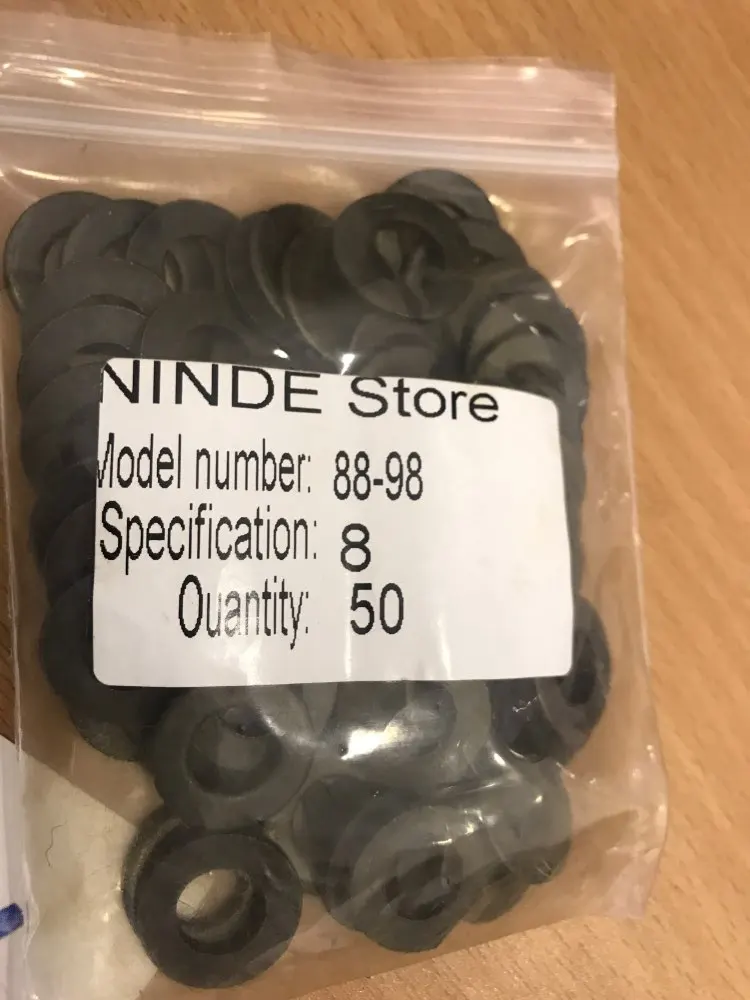 NINDE Store
Model number: 88-98
Specification: 8
Quantity: 50